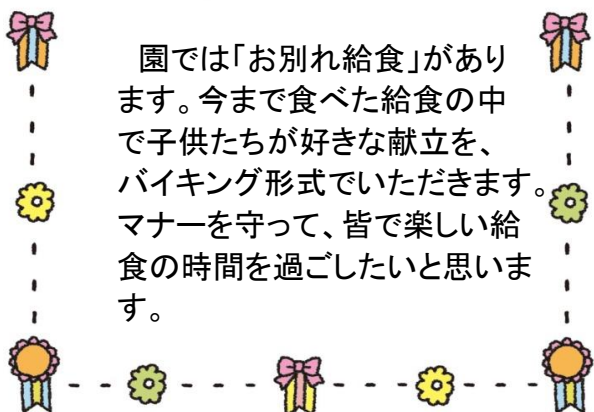 園では「お別れ給食」があり
ます。今まで食べた給食の中
で子供たちが好きな献立を、
バイキング形式でいただきます。
マナーを守って、皆で楽しい給
食の時間を過ごしたいと思いま
す。